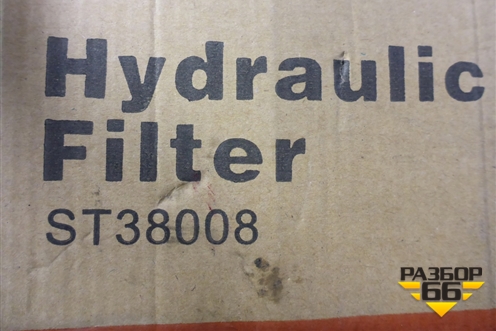 Hydraulic
Filter
ST38008
РАЗБОР
66